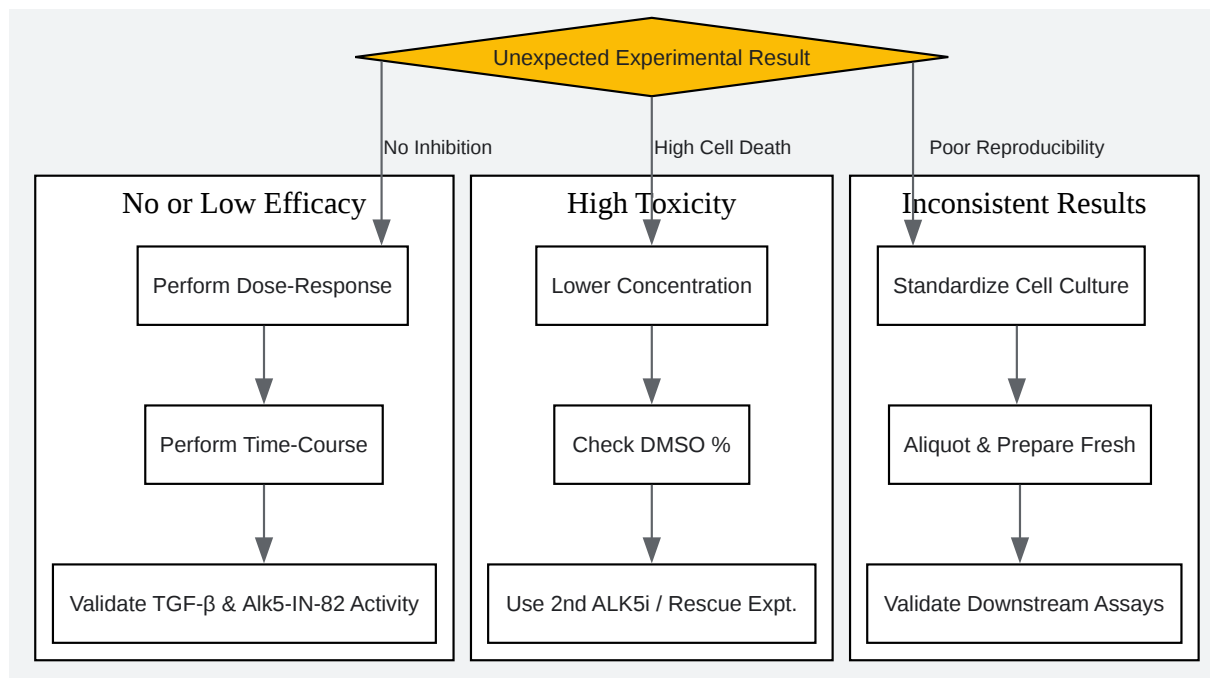 Unexpected Experimental Result
No Inhibition
High Cell Death
Poor Reproducibility
No or Low Efficacy
High Toxicity
Inconsistent Results
Perform Dose-Response
Lower Concentration
Standardize Cell Culture
Perform Time-Course
Check DMSO %
Aliquot & Prepare Fresh
Validate TGF-β & Alk5-IN-82 Activity
Use 2nd ALK5i / Rescue Expt.
Validate Downstream Assays